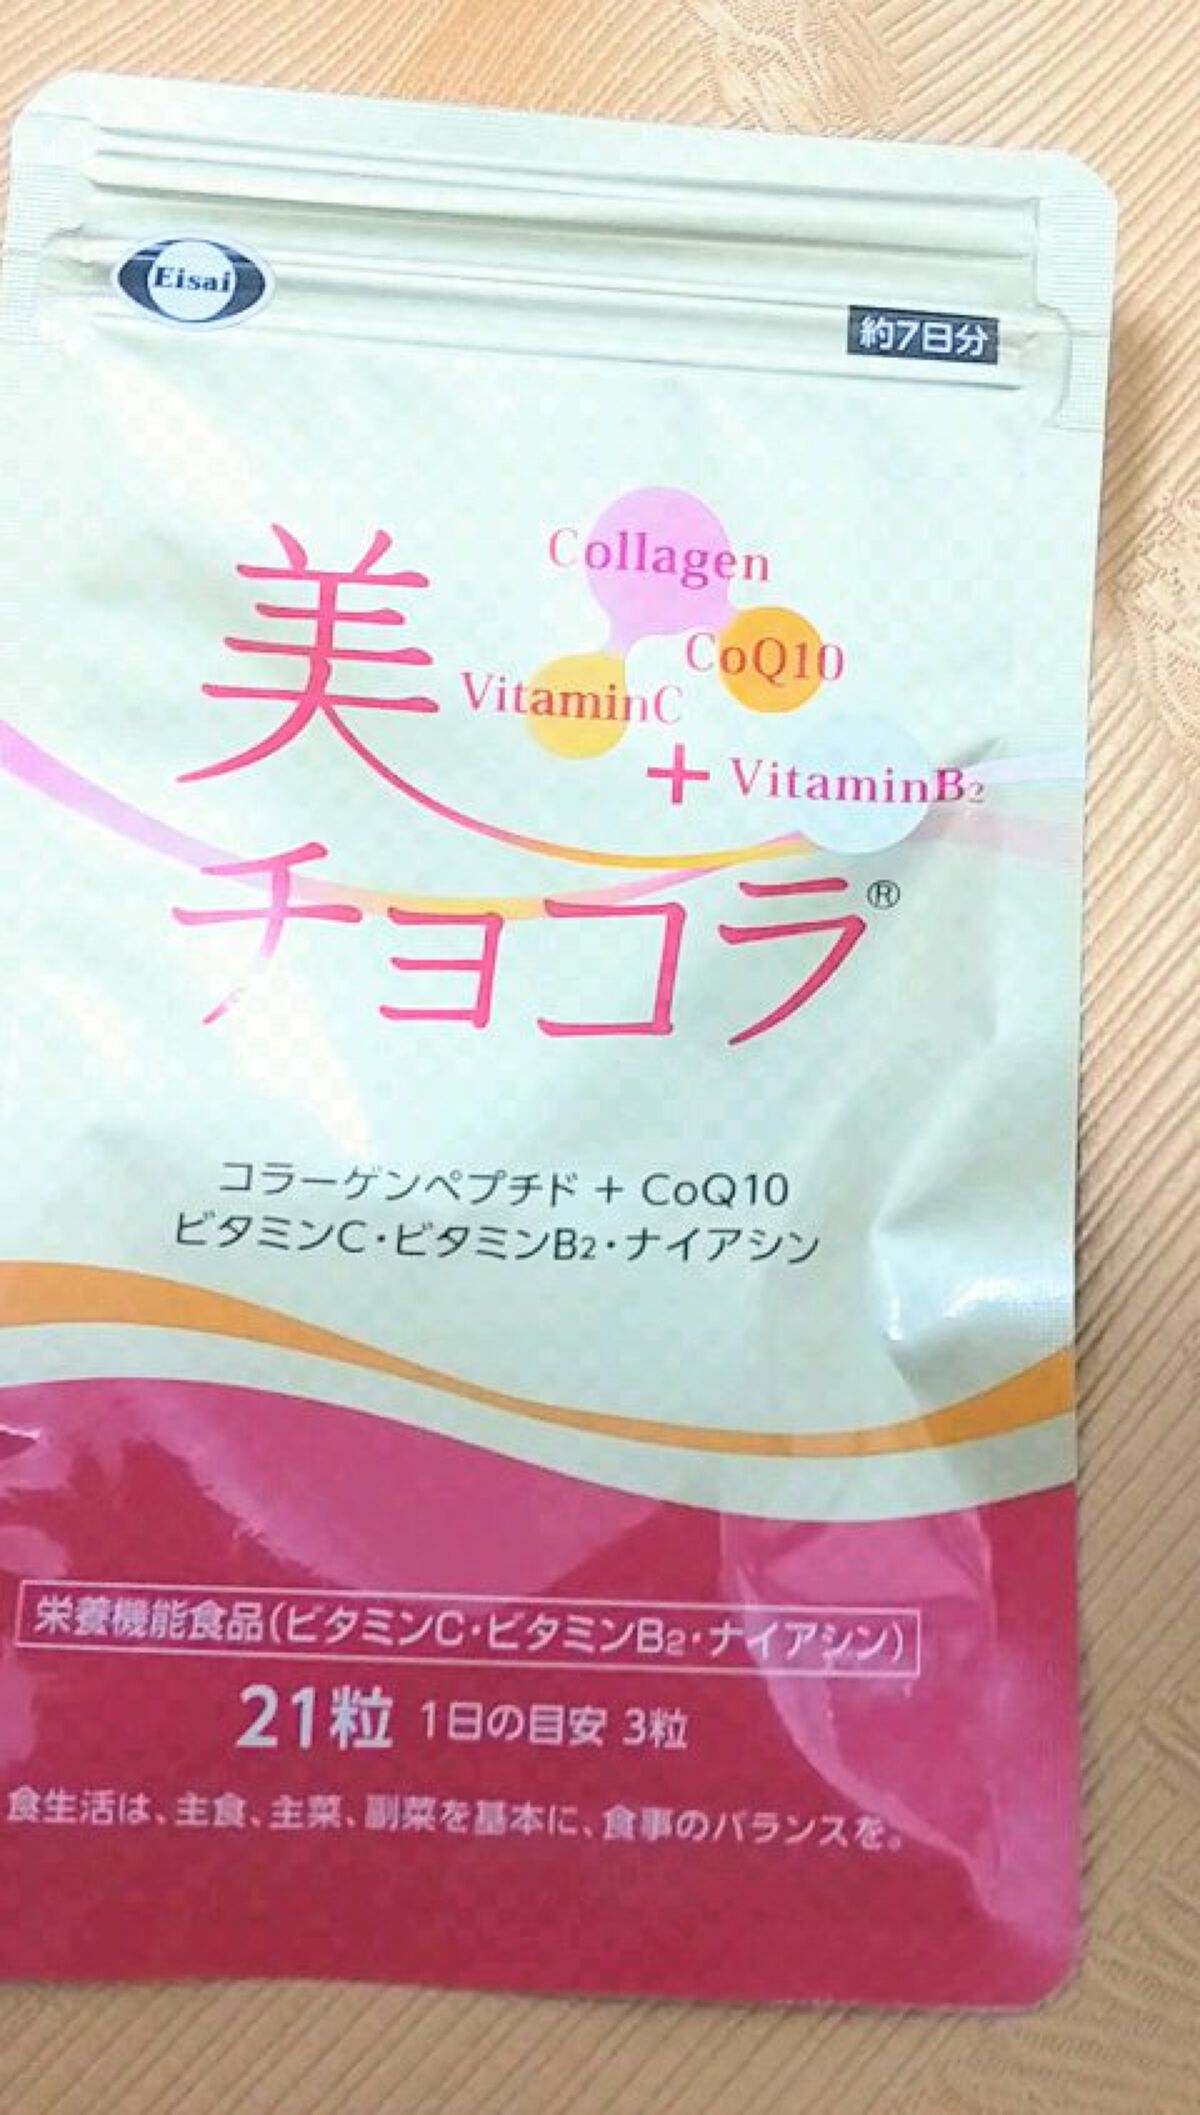 Eisai
約7日分
美
Collagen
CoQ10
VitaminC
+VitaminB2
チョコラ®
コラーゲンペプチド + CoQ10
ビタミンC・ビタミンB2・ナイアシン
栄養機能食品(ビタミンC・ビタミンB2・ナイアシン)
21粒 1日の目安 3粒
食生活は、主食、主菜、副菜を基本に、食事のバランスを。